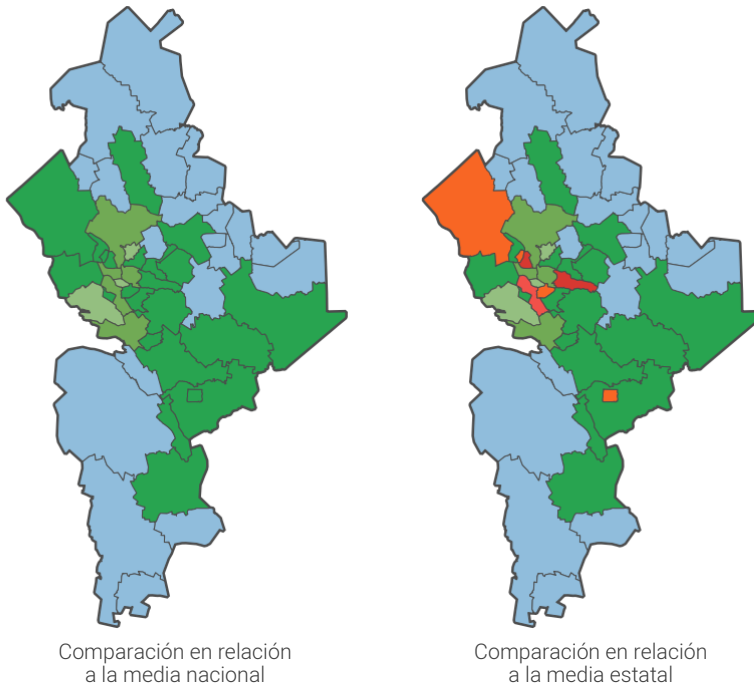 Comparación en relación
a la media nacional
Comparación en relación
a la media estatal